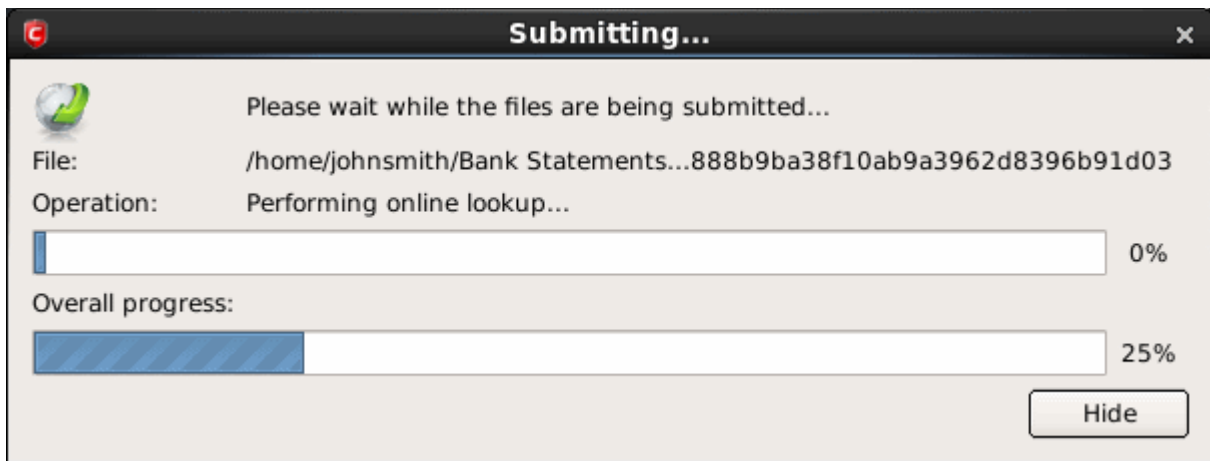 Submitting...
Please wait while the files are being submitted...
File: /home/johnsmith/Bank Statements...888b9ba38f10ab9a3962d8396b91d03
Operation: Performing online lookup...
0%
Overall progress:
25%
Hide